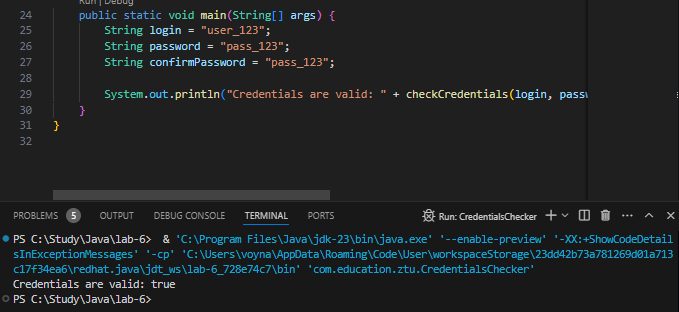 Run | Debug
24 public static void main(String[] args) {
25 String login = "user_123";
26 String password = "pass_123";
27 String confirmPassword = "pass_123";
28
29 System.out.println("Credentials are valid: " + checkCredentials(login, passw
30 }
31 }
32
PROBLEMS 5 OUTPUT DEBUG CONSOLE TERMINAL PORTS Run: CredentialsChecker
PS C:\Study\Java\lab-6> & 'C:\Program Files\Java\jdk-23\bin\java.exe' '--enable-preview' '-XX:+ShowCodeDetail
sInExceptionMessages' '-cp' 'C:\Users\voyna\AppData\Roaming\Code\User\workspaceStorage\23dd42b73a781269d01a713
c17f34ea6\redhat.java\jdt_ws\lab-6_728e74c7\bin' 'com.education.ztu.CredentialsChecker'
Credentials are valid: true
PS C:\Study\Java\lab-6>